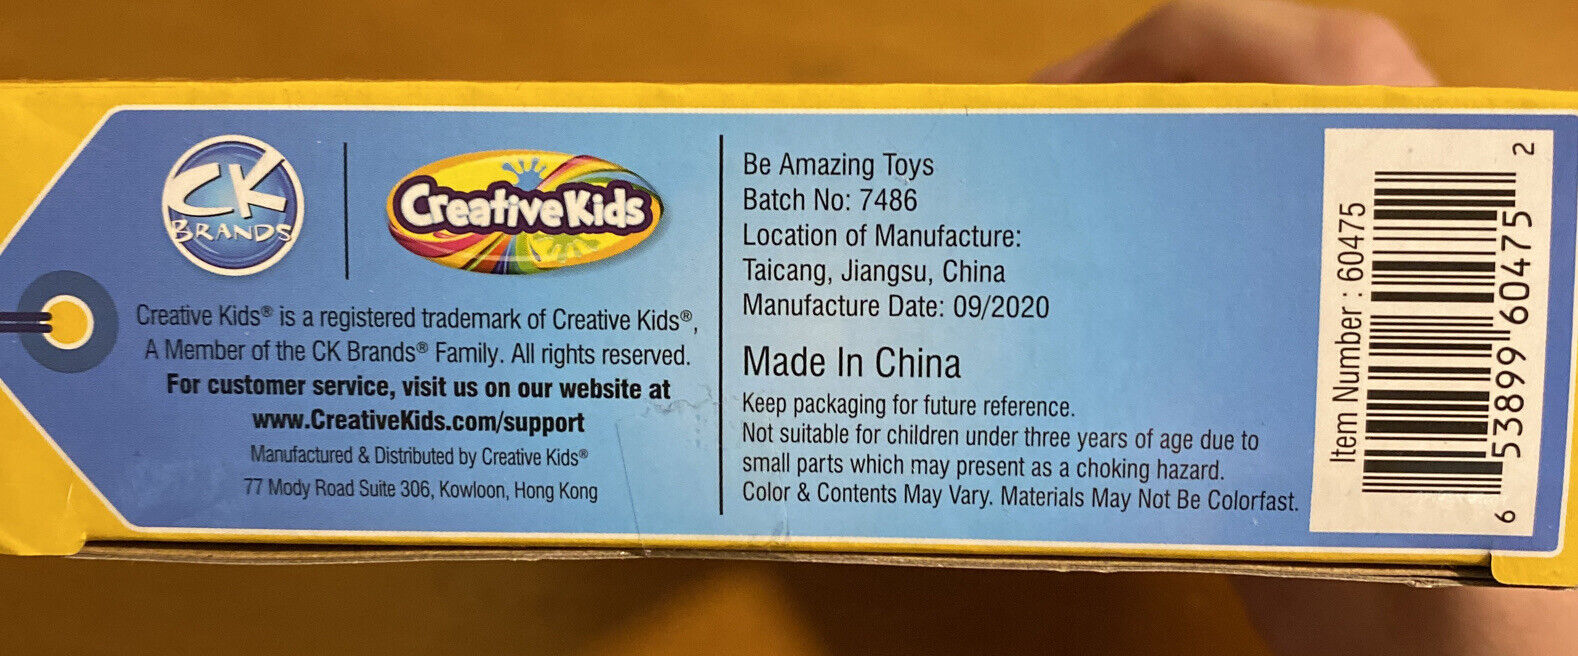 CK
BRANDS
CreativeKids
Creative Kids® is a registered trademark of Creative Kids®,
A Member of the CK Brands® Family. All rights reserved.
For customer service, visit us on our website at
www.CreativeKids.com/support
Manufactured & Distributed by Creative Kids®
77 Mody Road Suite 306, Kowloon, Hong Kong
Be Amazing Toys
Batch No: 7486
Location of Manufacture:
Taicang, Jiangsu, China
Manufacture Date: 09/2020
Made In China
Keep packaging for future reference.
Not suitable for children under three years of age due to
small parts which may present as a choking hazard.
Color & Contents May Vary. Materials May Not Be Colorfast.
Item Number : 60475
6 53899 60475 2